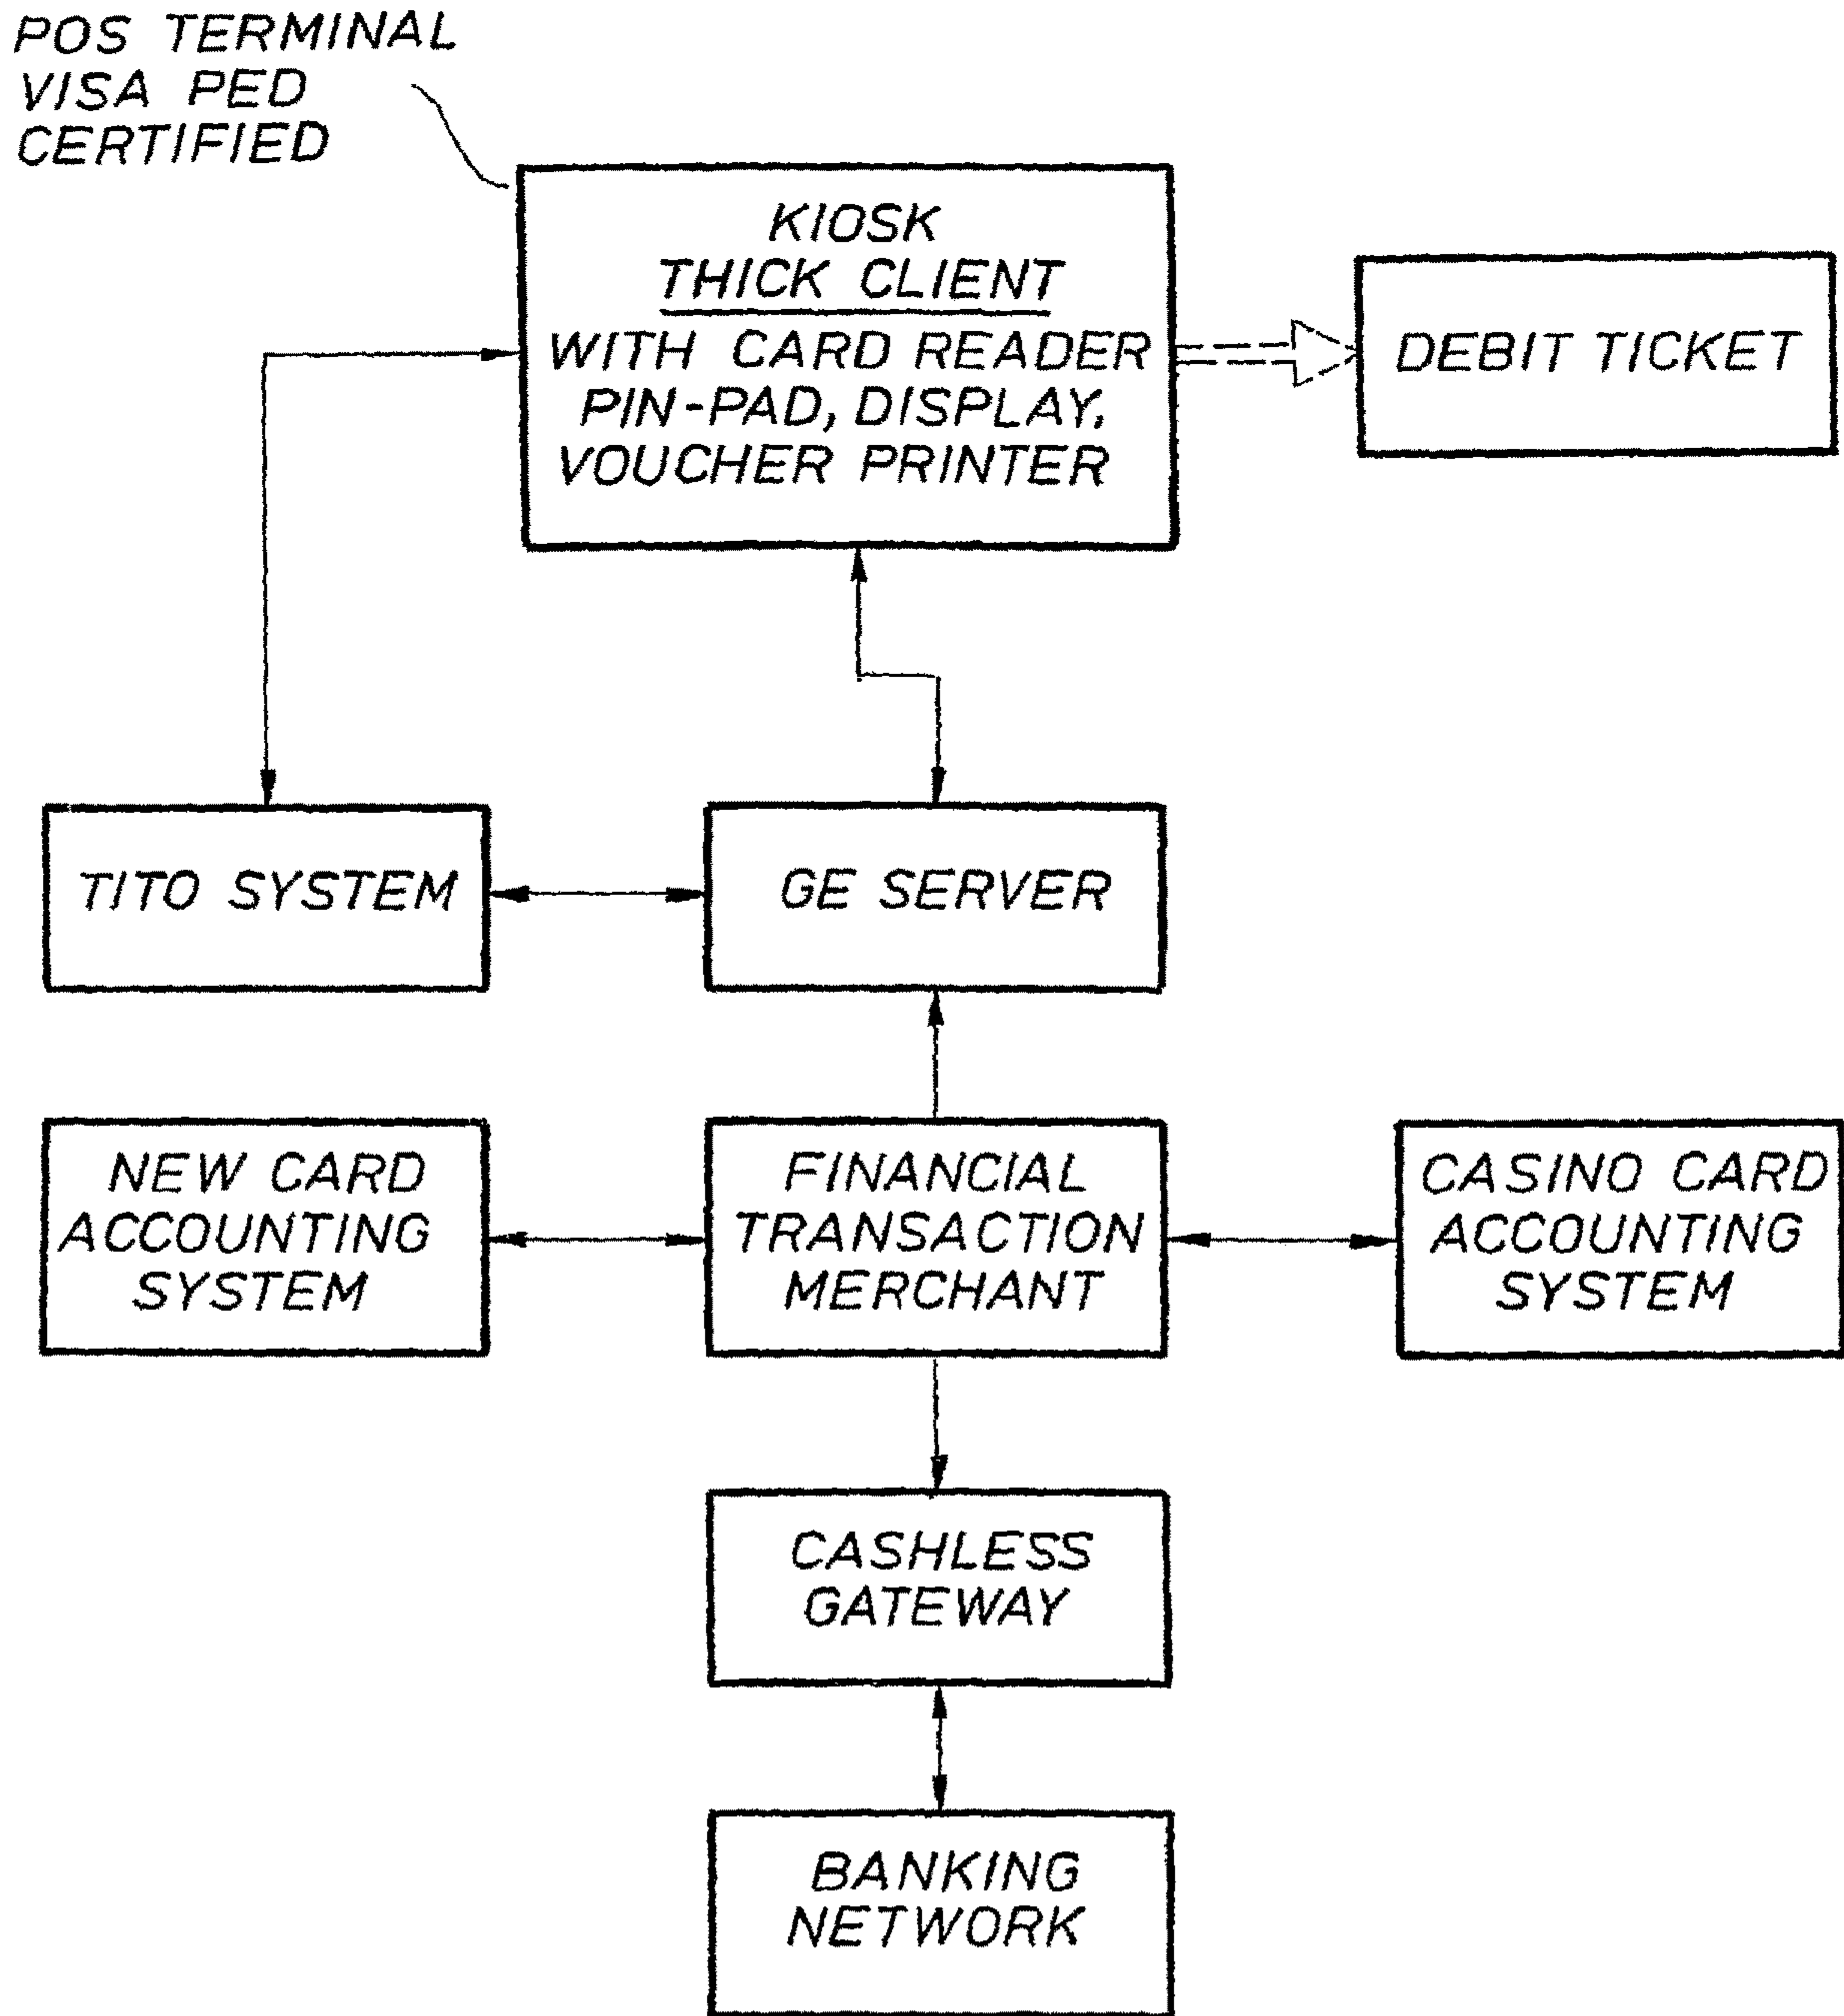 POS TERMINAL
VISA PED
CERTIFIED
KIOSK
THICK CLIENT
WITH CARD READER
PIN-PAD, DISPLAY,
VOUCHER PRINTER
DEBIT TICKET
TITO SYSTEM
GE SERVER
NEW CARD
ACCOUNTING
SYSTEM
FINANCIAL
TRANSACTION
MERCHANT
CASINO CARD
ACCOUNTING
SYSTEM
CASHLESS
GATEWAY
BANKING
NETWORK